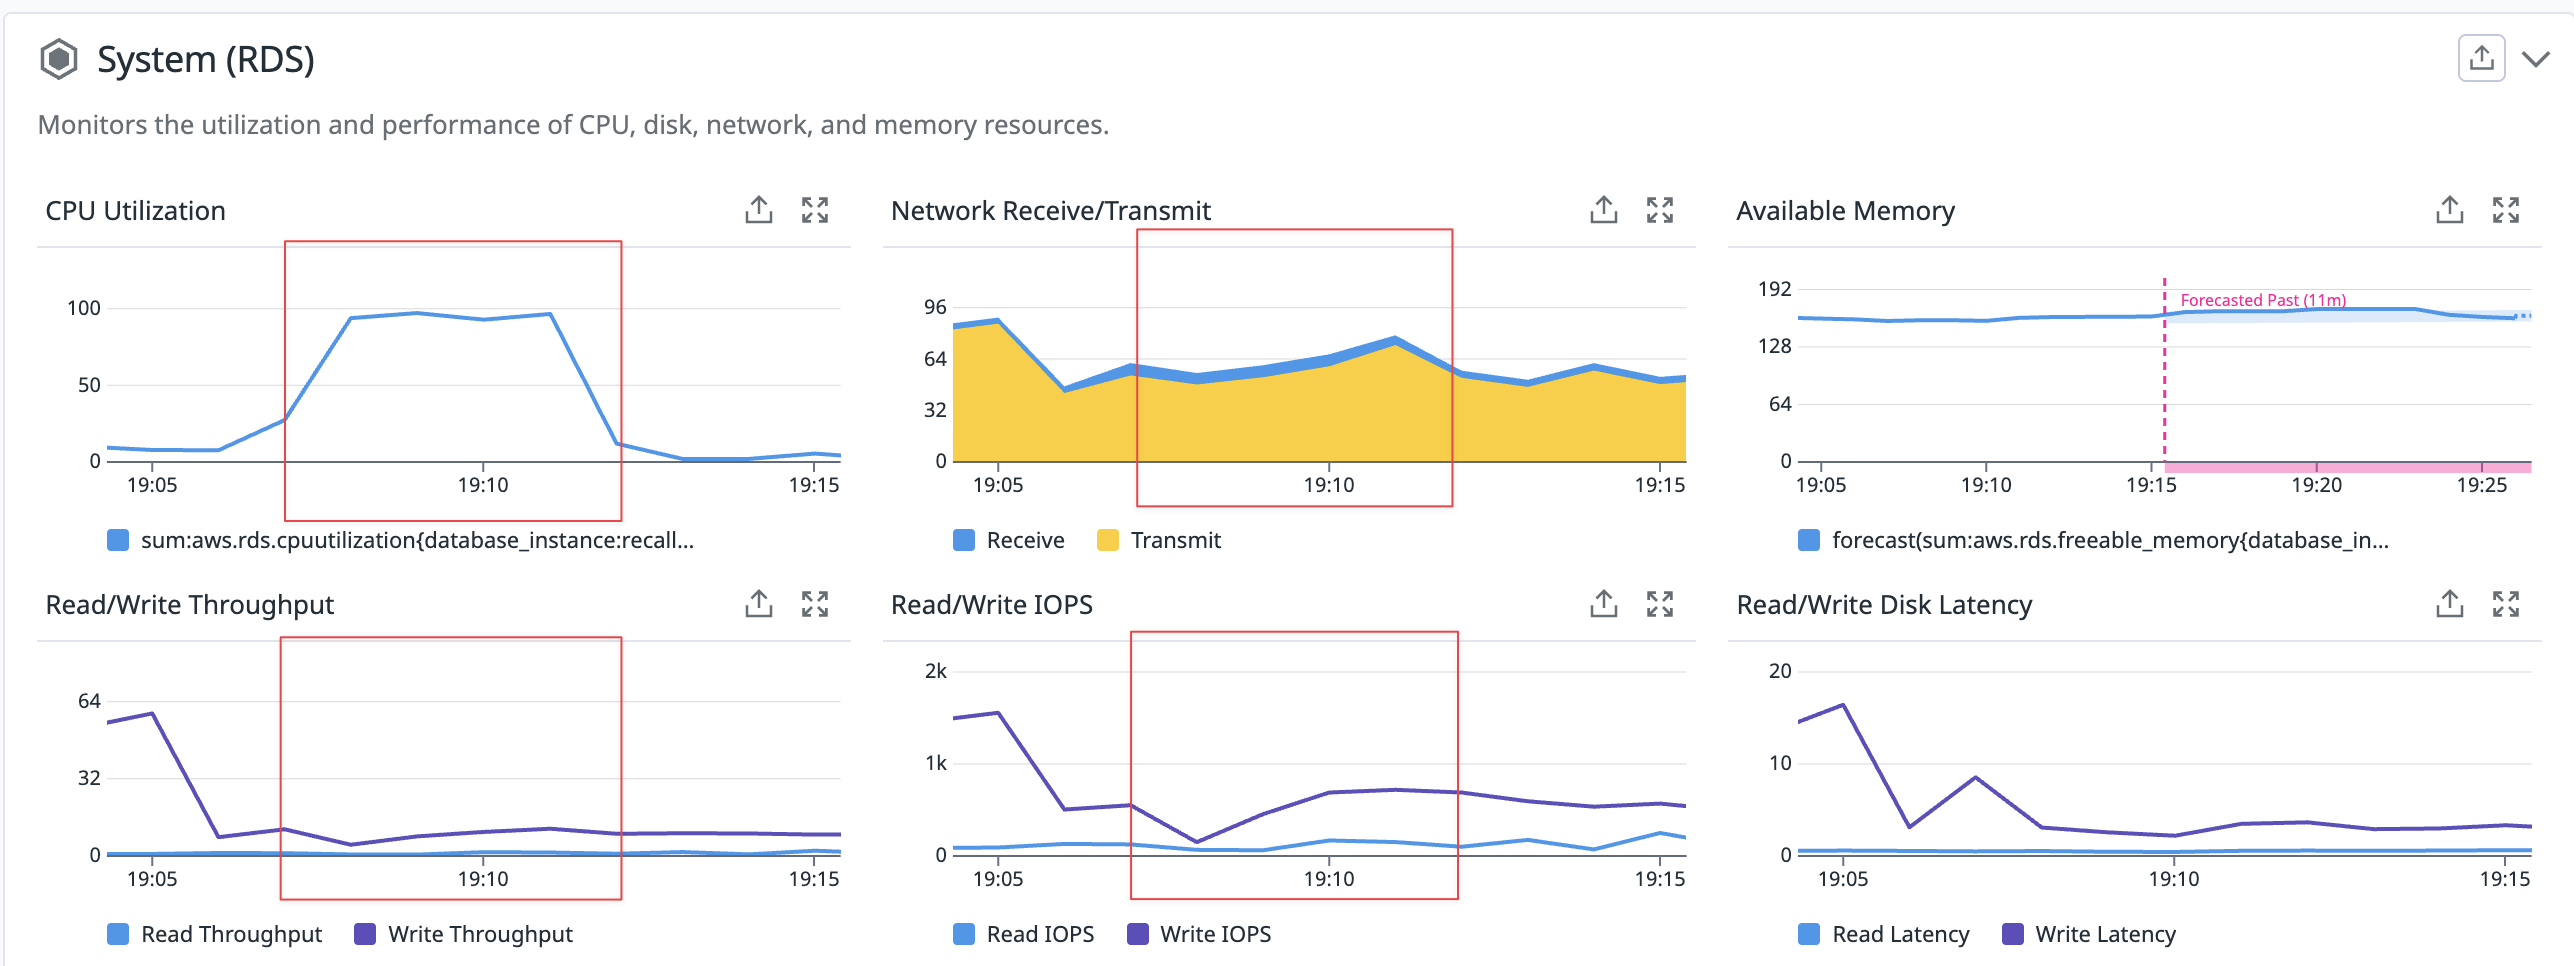 System (RDS)
Monitors the utilization and performance of CPU, disk, network, and memory resources.
CPU Utilization
100
50
0
19:05 19:10 19:15
sum:aws.rds.cpuutilization{database_instance:recall...
Network Receive/Transmit
96
64
32
0
19:05 19:10 19:15
Receive Transmit
Available Memory
192
Forecasted Past (11m)
128
64
0
19:05 19:10 19:15 19:20 19:25
forecast(sum:aws.rds.freeable_memory{database_in...
Read/Write Throughput
64
32
0
19:05 19:10 19:15
Read Throughput Write Throughput
Read/Write IOPS
2k
1k
0
19:05 19:10 19:15
Read IOPS Write IOPS
Read/Write Disk Latency
20
10
0
19:05 19:10 19:15
Read Latency Write Latency